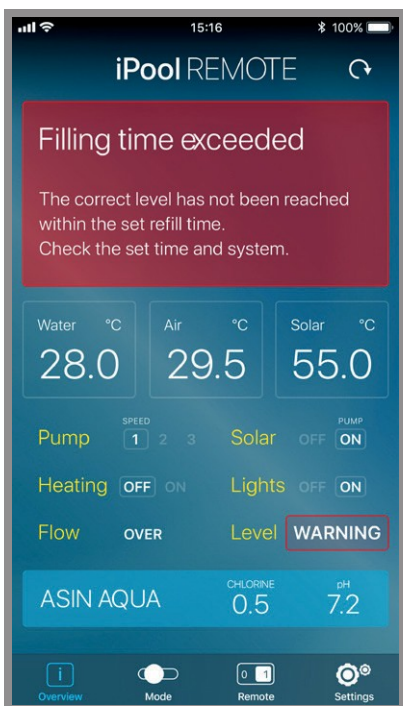 15:16
100%
iPool REMOTE
Filling time exceeded
The correct level has not been reached
within the set refill time.
Check the set time and system.
Water °C Air °C Solar °C
28.0 29.5 55.0
SPEED PUMP
Pump 1 2 3 Solar OFF ON
Heating OFF ON Lights OFF ON
Flow OVER Level WARNING
CHLORINE pH
ASIN AQUA 0.5 7.2
i 0 1
Overview Mode Remote Settings